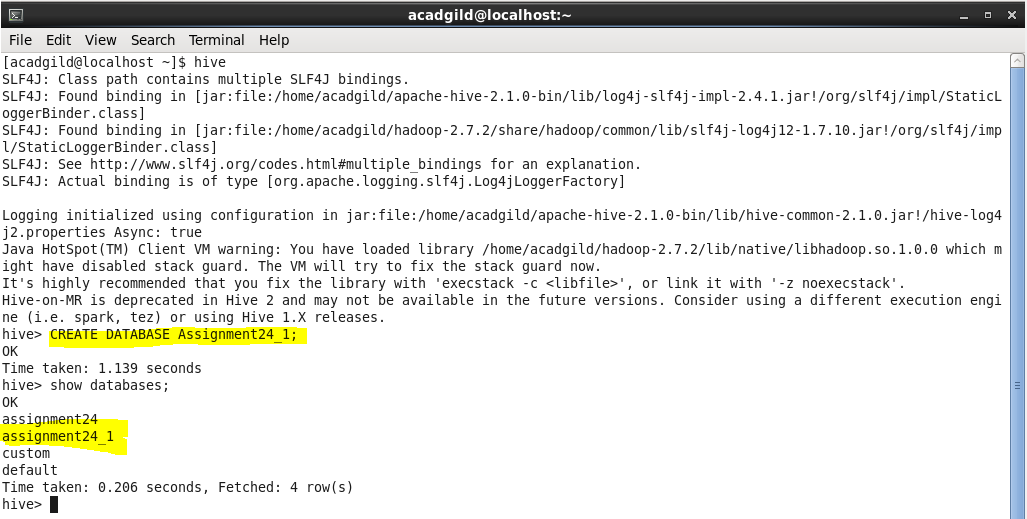 acadgild@localhost:~
File Edit View Search Terminal Help
[acadgild@localhost ~]$ hive
SLF4J: Class path contains multiple SLF4J bindings.
SLF4J: Found binding in [jar:file:/home/acadgild/apache-hive-2.1.0-bin/lib/log4j-slf4j-impl-2.4.1.jar!/org/slf4j/impl/StaticL
oggerBinder.class]
SLF4J: Found binding in [jar:file:/home/acadgild/hadoop-2.7.2/share/hadoop/common/lib/slf4j-log4j12-1.7.10.jar!/org/slf4j/imp
l/StaticLoggerBinder.class]
SLF4J: See http://www.slf4j.org/codes.html#multiple_bindings for an explanation.
SLF4J: Actual binding is of type [org.apache.logging.slf4j.Log4jLoggerFactory]
Logging initialized using configuration in jar:file:/home/acadgild/apache-hive-2.1.0-bin/lib/hive-common-2.1.0.jar!/hive-log4
j2.properties Async: true
Java HotSpot(TM) Client VM warning: You have loaded library /home/acadgild/hadoop-2.7.2/lib/native/libhadoop.so.1.0.0 which m
ight have disabled stack guard. The VM will try to fix the stack guard now.
It's highly recommended that you fix the library with 'execstack -c <libfile>', or link it with '-z noexecstack'.
Hive-on-MR is deprecated in Hive 2 and may not be available in the future versions. Consider using a different execution engi
ne (i.e. spark, tez) or using Hive 1.X releases.
hive> CREATE DATABASE Assignment24_1;
OK
Time taken: 1.139 seconds
hive> show databases;
OK
assignment24
assignment24_1
custom
default
Time taken: 0.206 seconds, Fetched: 4 row(s)
hive>